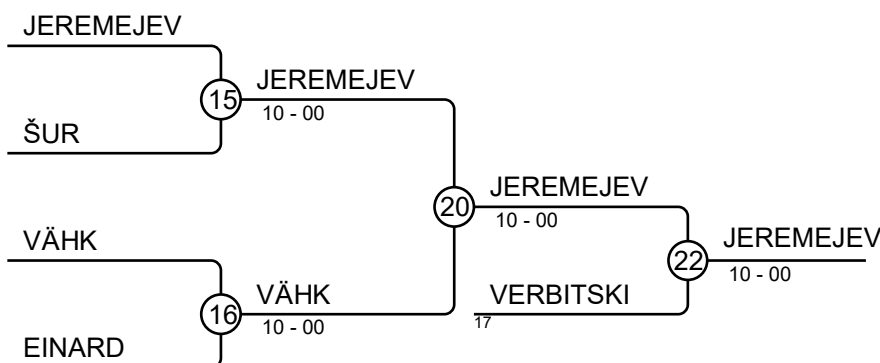 JEREMEJEV
15
JEREMEJEV
10 - 00
ŠUR
20
JEREMEJEV
10 - 00
VÄHK
22
JEREMEJEV
10 - 00
16
VÄHK
10 - 00
VERBITSKI
17
EINARD